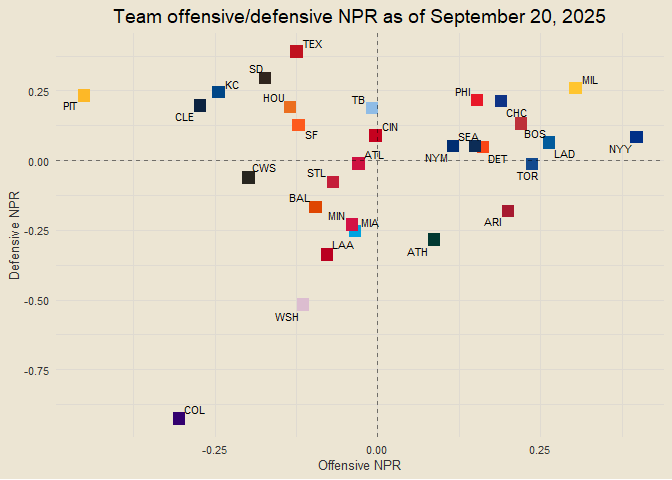 Team offensive/defensive NPR as of September 20, 2025
TEX
SD
KC
MIL
PIT
HOU
TB
PHI
CLE
CHC
SF
CIN
SEA
BOS
NYY
NYM
DET
LAD
ATL
CWS
STL
TOR
BAL
MIN
MIA
ARI
LAA
ATH
WSH
COL
0.25
0.00
-0.25
-0.50
-0.75
Defensive NPR
-0.25
0.00
0.25
Offensive NPR